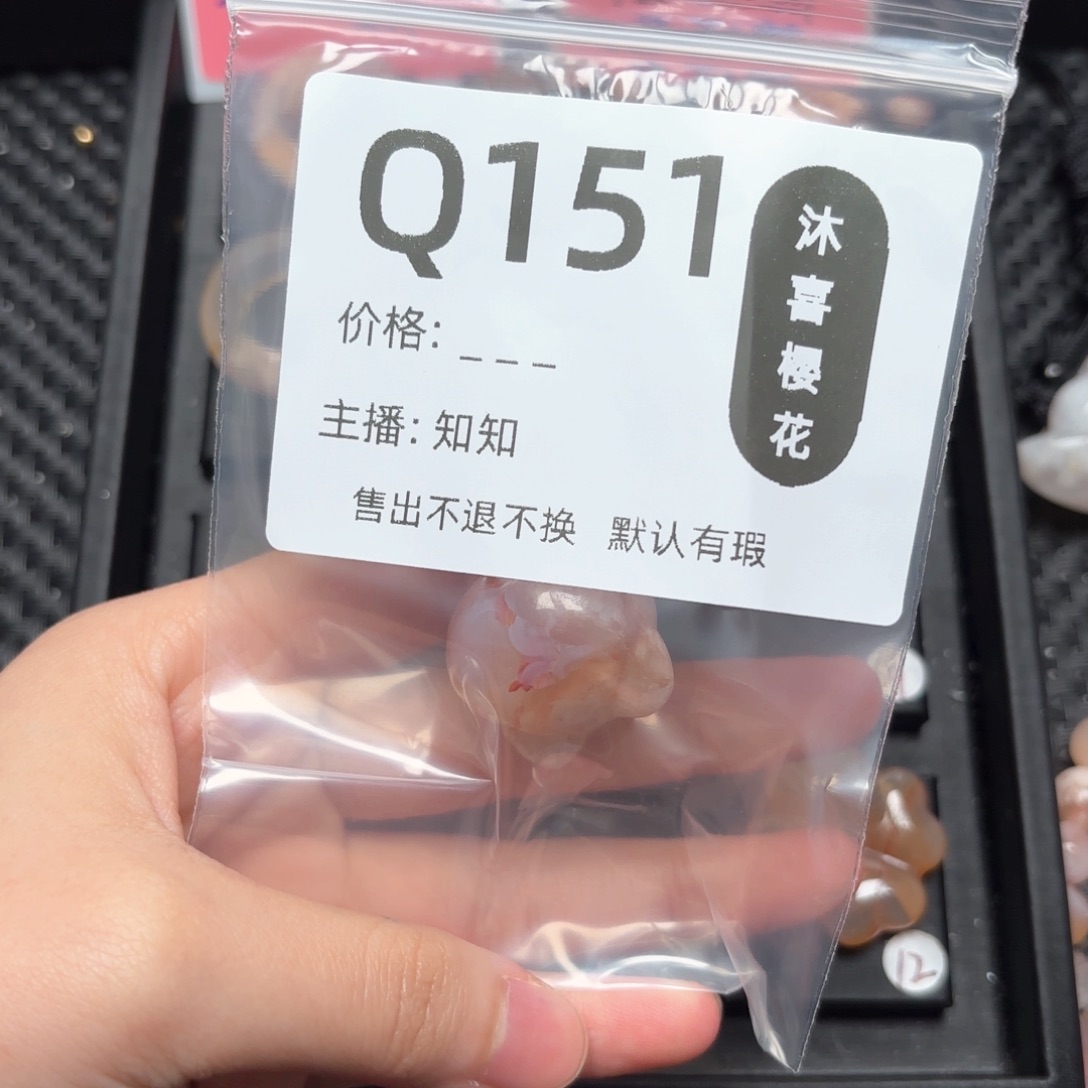 Q151
沐喜樱花
价格: _ _ _
主播: 知知
售出不退不换 默认有瑕
12